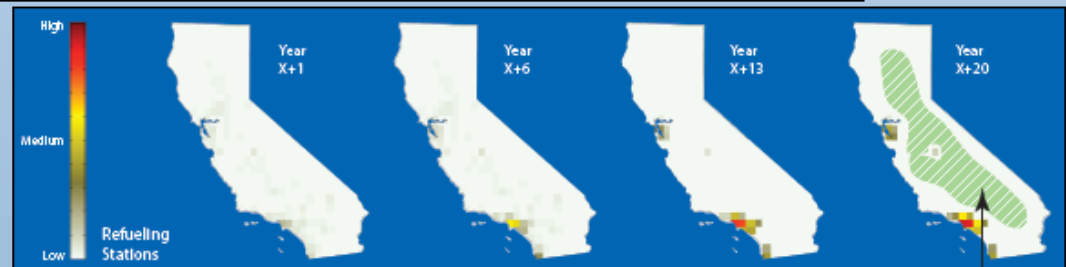 High
Medium
Low
Refueling
Stations
Year
X+1
Year
X+6
Year
X+13
Year
X+20